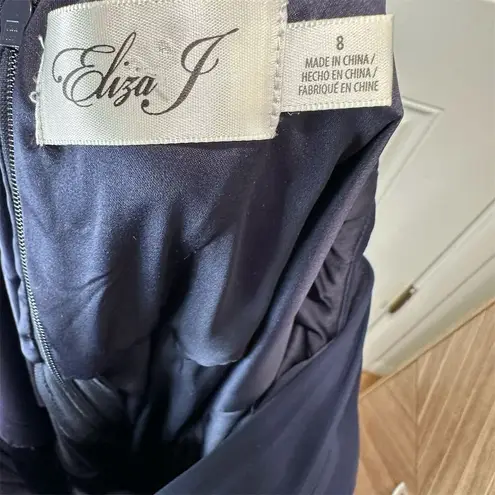 Eliza J
8
MADE IN CHINA /
HECHO EN CHINA /
FABRIQUÉ EN CHINE